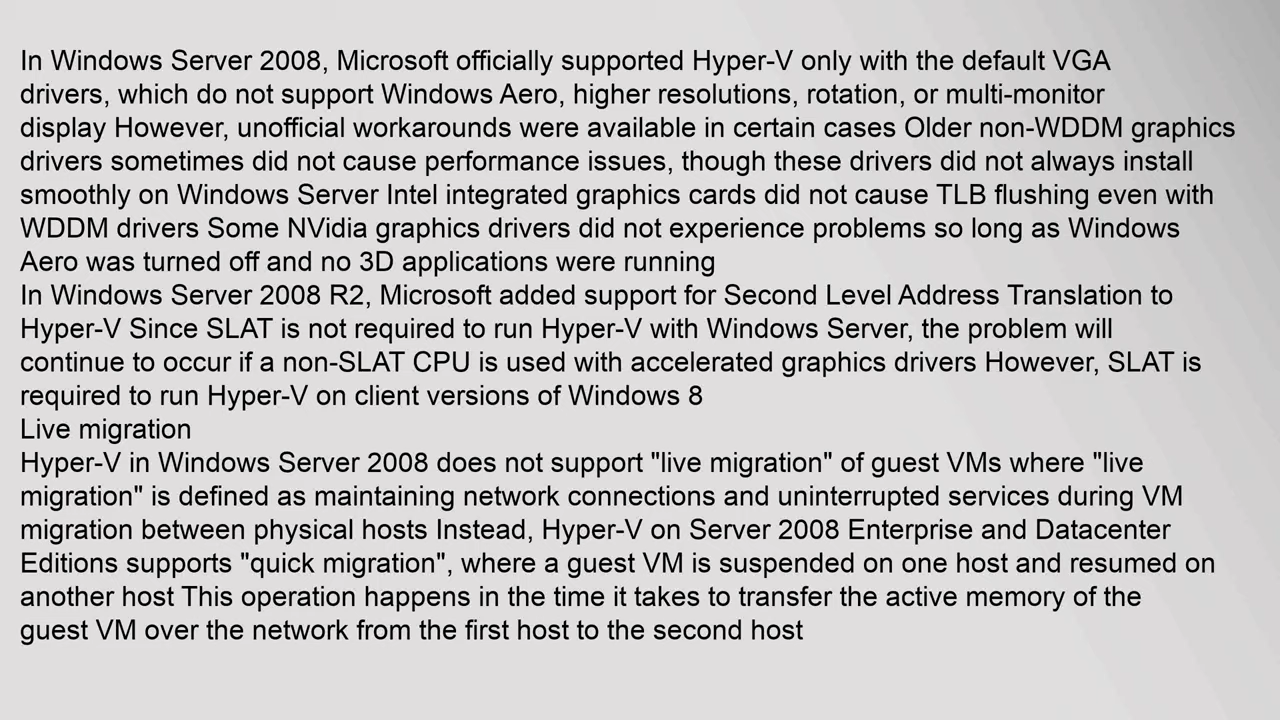 In Windows Server 2008, Microsoft officially supported Hyper-V only with the default VGA
drivers, which do not support Windows Aero, higher resolutions, rotation, or multi-monitor
display However, unofficial workarounds were available in certain cases Older non-WDDM graphics
drivers sometimes did not cause performance issues, though these drivers did not always install
smoothly on Windows Server Intel integrated graphics cards did not cause TLB flushing even with
WDDM drivers Some NVidia graphics drivers did not experience problems so long as Windows
Aero was turned off and no 3D applications were running
In Windows Server 2008 R2, Microsoft added support for Second Level Address Translation to
Hyper-V Since SLAT is not required to run Hyper-V with Windows Server, the problem will
continue to occur if a non-SLAT CPU is used with accelerated graphics drivers However, SLAT is
required to run Hyper-V on client versions of Windows 8
Live migration
Hyper-V in Windows Server 2008 does not support "live migration" of guest VMs where "live
migration" is defined as maintaining network connections and uninterrupted services during VM
migration between physical hosts Instead, Hyper-V on Server 2008 Enterprise and Datacenter
Editions supports "quick migration", where a guest VM is suspended on one host and resumed on
another host This operation happens in the time it takes to transfer the active memory of the
guest VM over the network from the first host to the second host